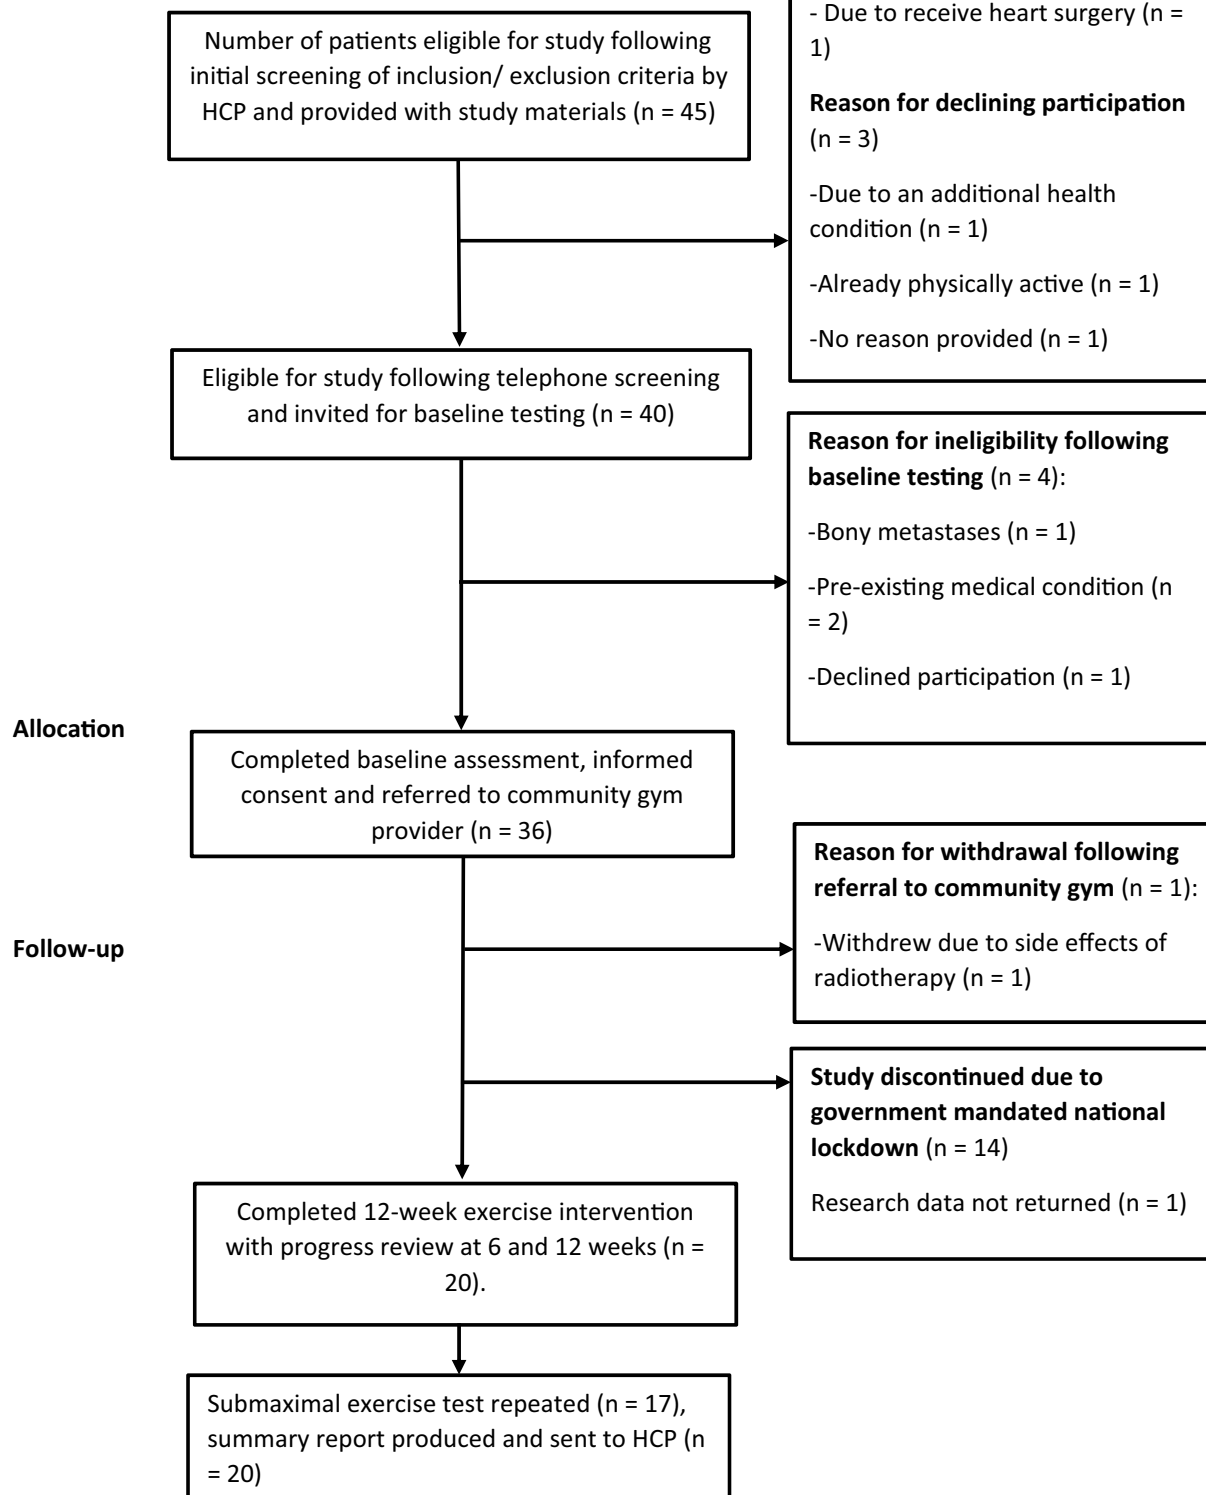 - Due to receive heart surgery (n =
1)
Number of patients eligible for study following
initial screening of inclusion/ exclusion criteria by
HCP and provided with study materials (n = 45)
Reason for declining participation
(n = 3)
-Due to an additional health
condition (n = 1)
-Already physically active (n = 1)
-No reason provided (n = 1)
Eligible for study following telephone screening
and invited for baseline testing (n = 40)
Reason for ineligibility following
baseline testing (n = 4):
-Bony metastases (n = 1)
-Pre-existing medical condition (n
= 2)
-Declined participation (n = 1)
Allocation
Completed baseline assessment, informed
consent and referred to community gym
provider (n = 36)
Reason for withdrawal following
referral to community gym (n = 1):
-Withdrew due to side effects of
radiotherapy (n = 1)
Follow-up
Study discontinued due to
government mandated national
lockdown (n = 14)
Research data not returned (n = 1)
Completed 12-week exercise intervention
with progress review at 6 and 12 weeks (n =
20).
Submaximal exercise test repeated (n = 17),
summary report produced and sent to HCP (n
= 20)